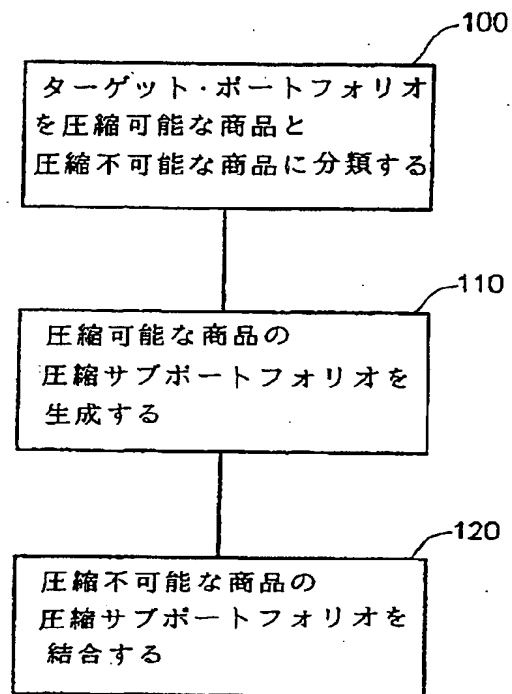 100
ターゲット・ポートフォリオ
を圧縮可能な商品と
圧縮不可能な商品に分類する
110
圧縮可能な商品の
圧縮サブポートフォリオを
生成する
120
圧縮不可能な商品の
圧縮サブポートフォリオを
結合する